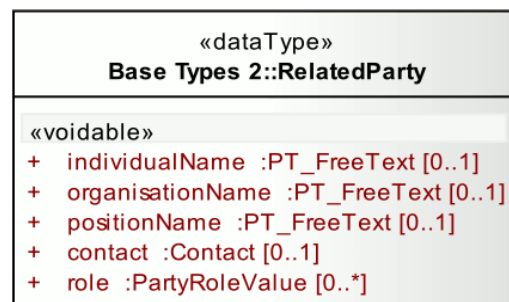 «dataType»
Base Types 2::RelatedParty
«voidable»
+ individualName :PT_FreeText [0..1]
+ organisationName :PT_FreeText [0..1]
+ positionName :PT_FreeText [0..1]
+ contact :Contact [0..1]
+ role :PartyRoleValue [0..*]